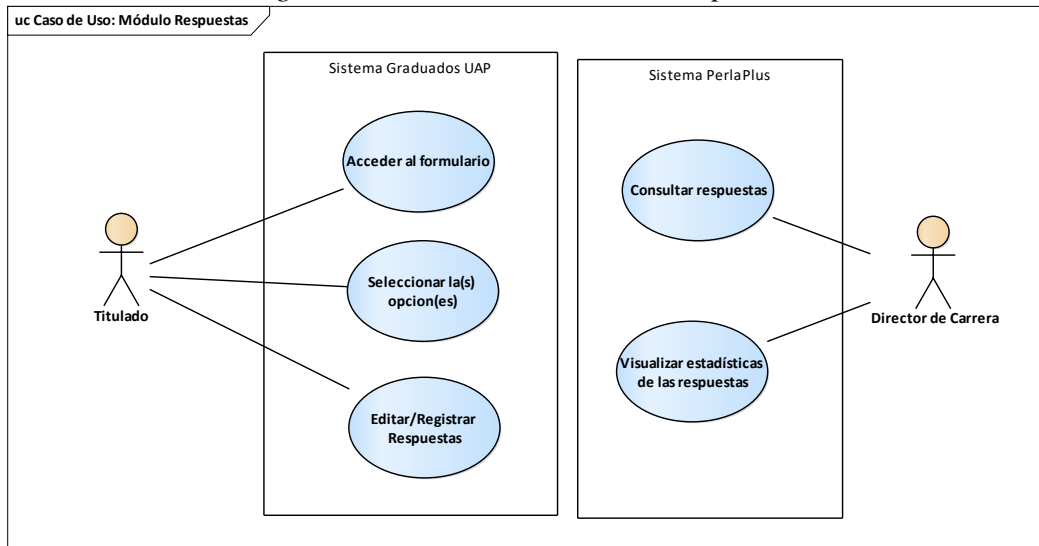 uc Caso de Uso: Módulo Respuestas
Sistema Graduados UAP
Sistema PerlaPlus
Acceder al formulario
Consultar respuestas
Seleccionar la(s)
opcion(es)
Titulado
Director de Carrera
Visualizar estadísticas
de las respuestas
Editar/Registrar
Respuestas